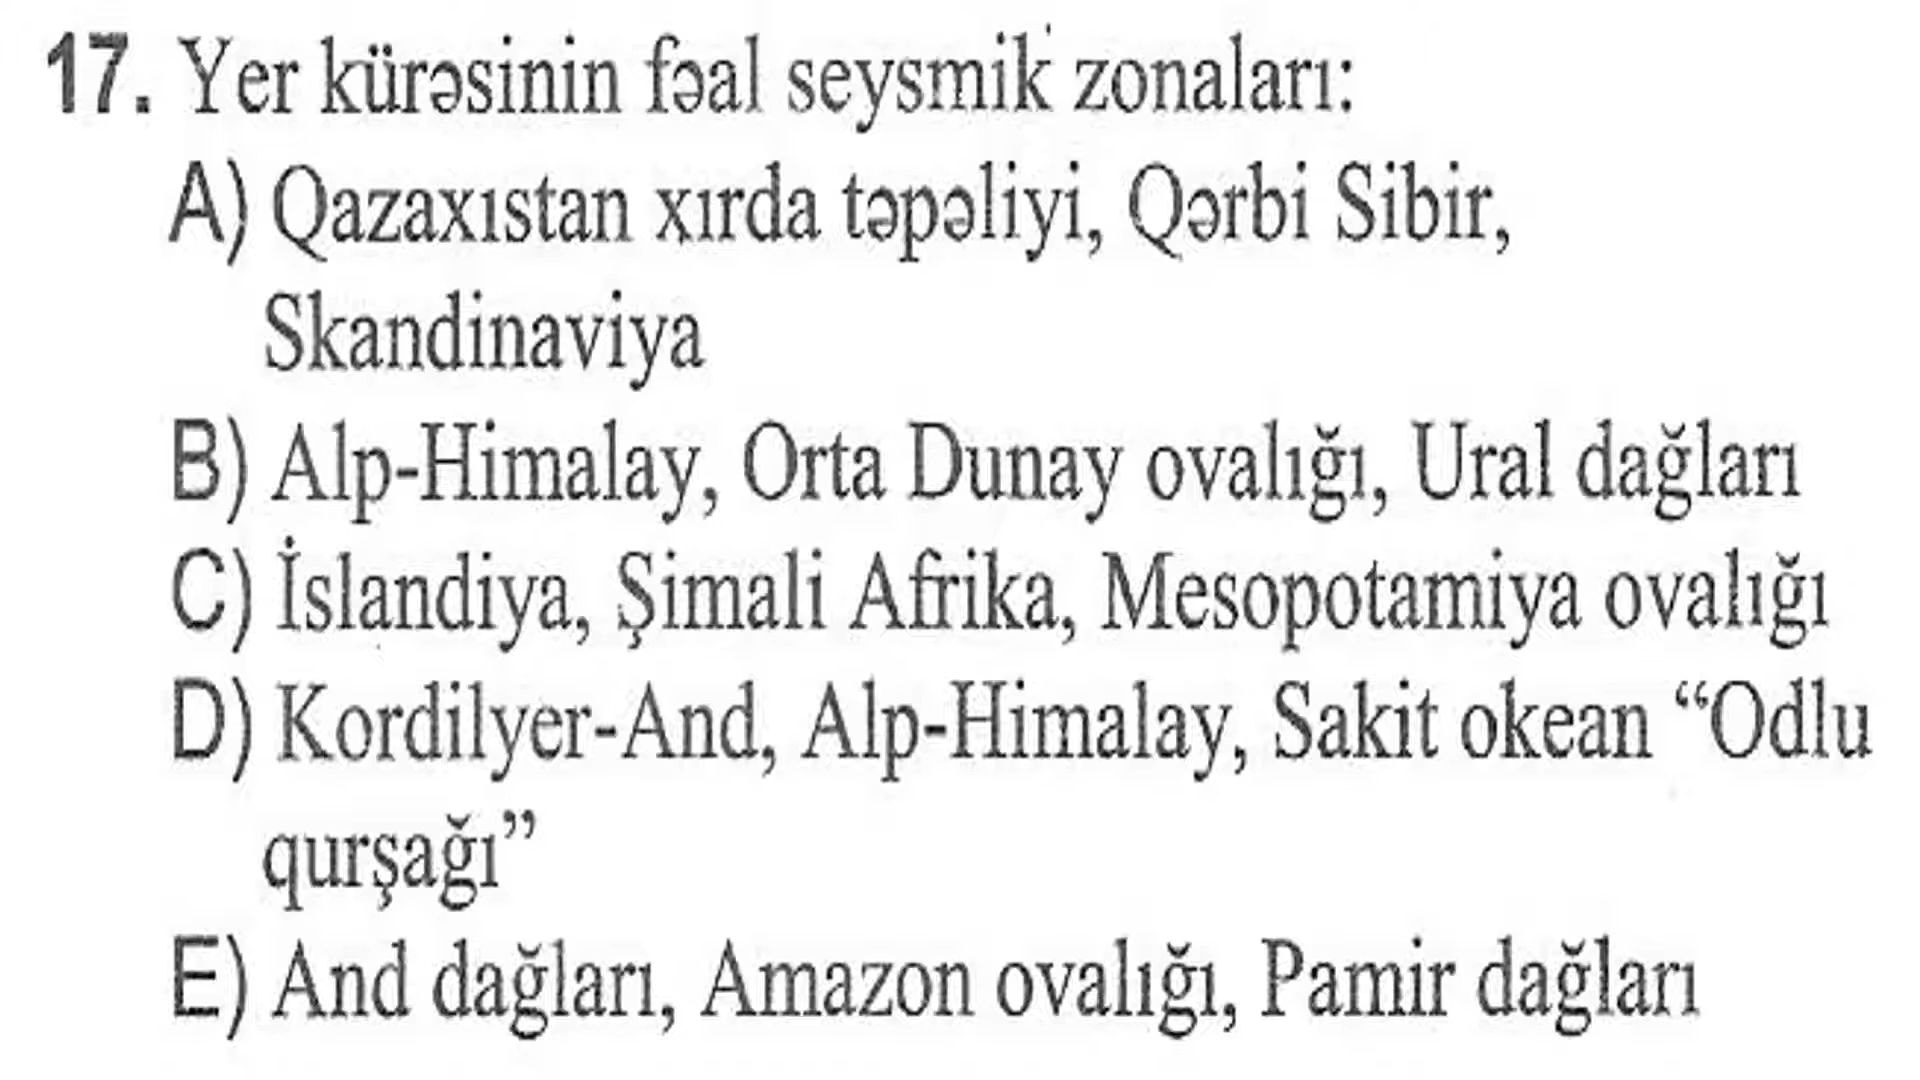 17. Yer kürəsinin fəal seysmik zonaları:
A) Qazaxıstan xırda təpəliyi, Qərbi Sibir,
Skandinaviya
B) Alp-Himalay, Orta Dunay ovalığı, Ural dağları
C) İslandiya, Şimali Afrika, Mesopotamiya ovalığı
D) Kordilyer-And, Alp-Himalay, Sakit okean “Odlu
qurşağı”
E) And dağları, Amazon ovalığı, Pamir dağları